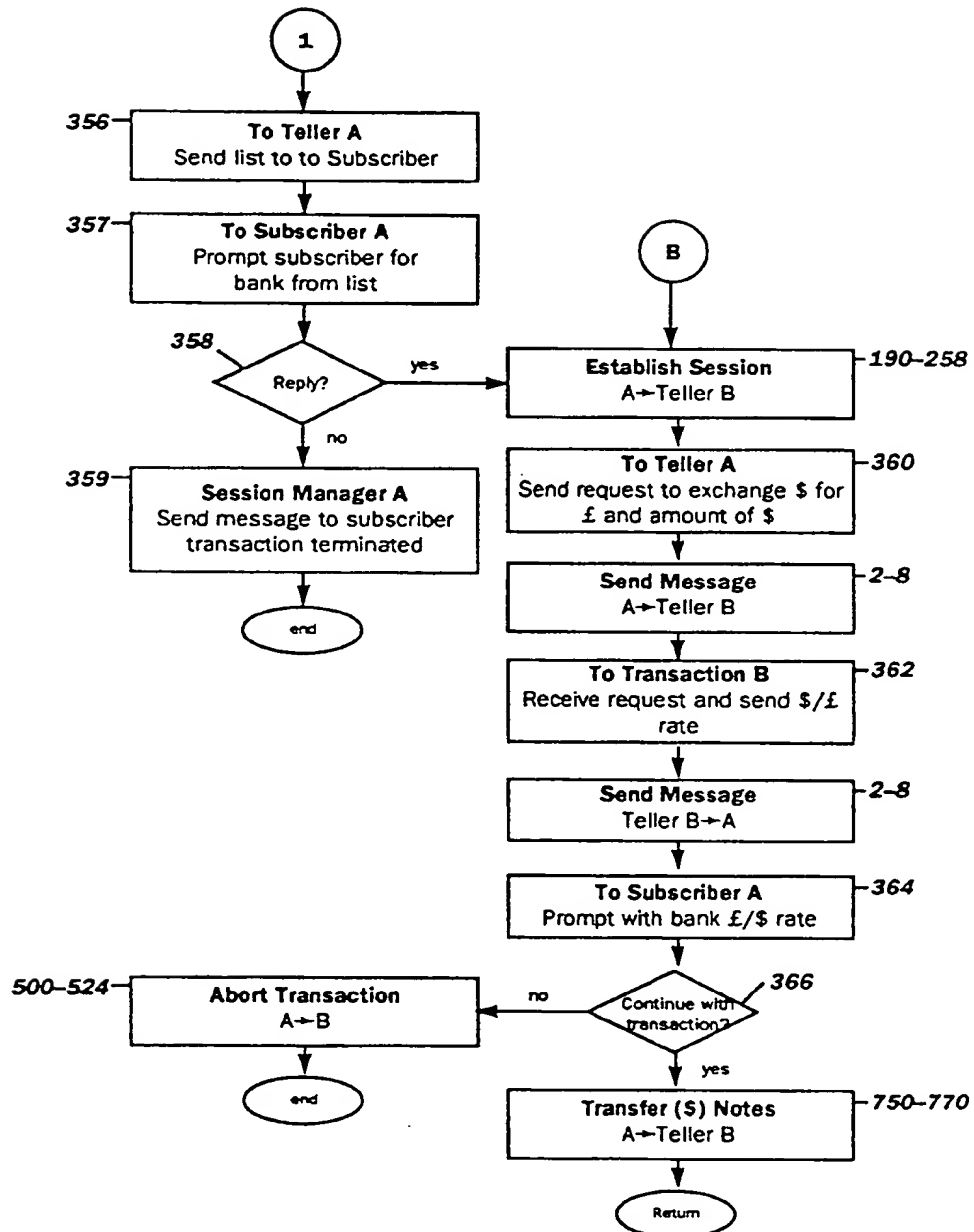 1
356
To Teller A
Send list to to Subscriber
357
To Subscriber A
Prompt subscriber for
bank from list
358
Reply?
yes
no
359
Session Manager A
Send message to subscriber
transaction terminated
end
B
Establish Session
A→Teller B
190–258
To Teller A
Send request to exchange $ for
£ and amount of $
360
Send Message
A→Teller B
2–8
To Transaction B
Receive request and send $/£
rate
362
Send Message
Teller B→A
2–8
To Subscriber A
Prompt with bank £/$ rate
364
Continue with
transaction?
366
no
500–524
Abort Transaction
A→B
end
yes
Transfer ($) Notes
A→Teller B
750–770
Return